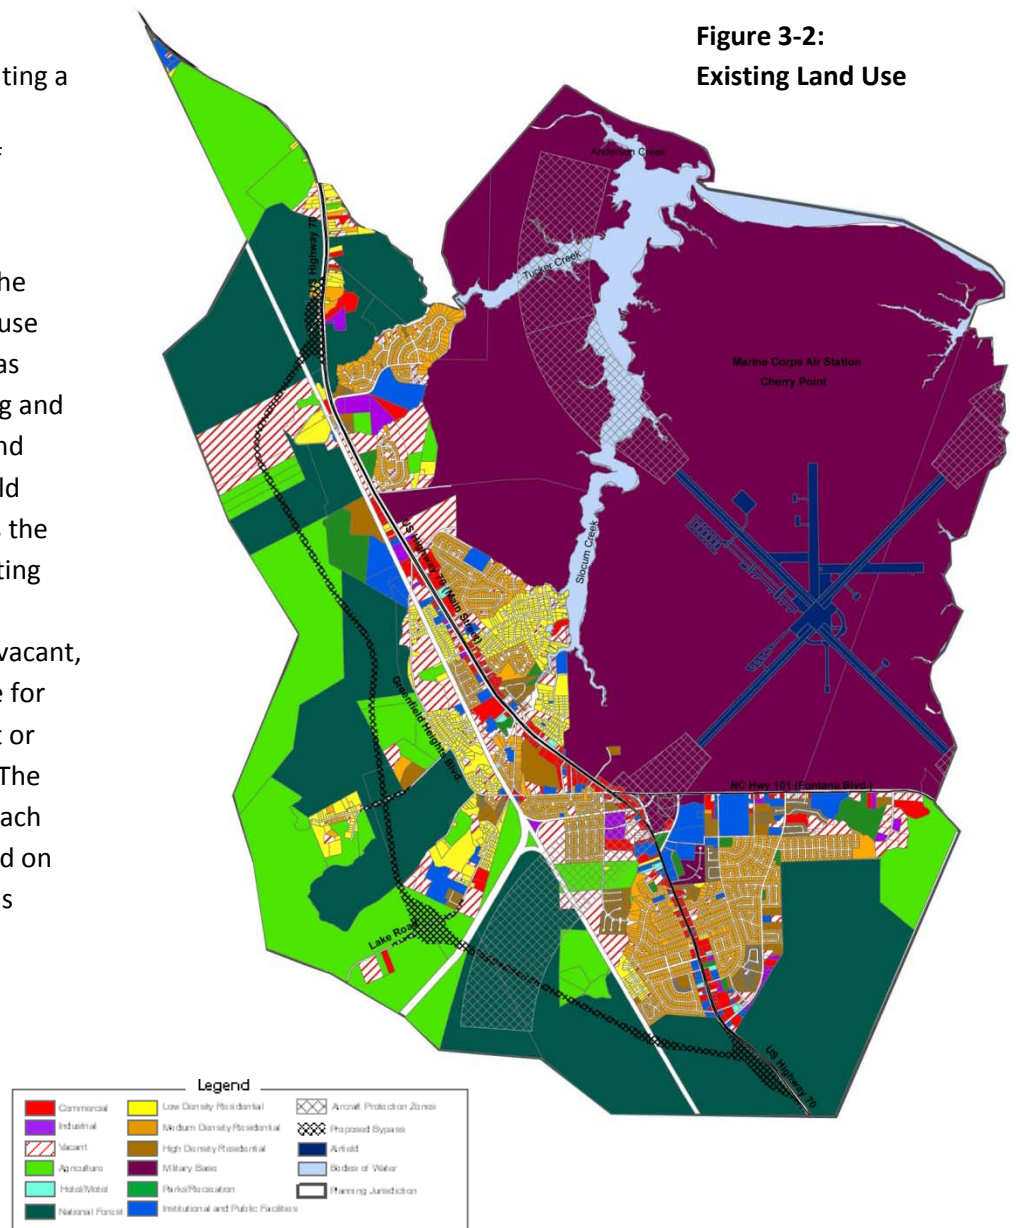 Figure 3-2:
Existing Land Use
ting a
f
he
use
as
g and
nd
ld
s the
ting
vacant,
e for
t or
The
ach
d on
s
Anderson Creek
Tucker Creek
US Highway 70
Marine Corps Air Station
Cherry Point
Slocum Creek
US Highway 70 (Main Street)
Greenfield Heights Blvd.
NC Hwy 101 (Fontana Blvd.)
Lake Road
US Highway 70
Legend
Commercial
Industrial
Vacant
Agriculture
Hotel/Motel
National Forest
Low Density Residential
Medium Density Residential
High Density Residential
Military Base
Parks/Recreation
Institutional and Public Facilities
Aircraft Protection Zones
Proposed Bypass
Airfield
Bodies of Water
Planning Jurisdiction